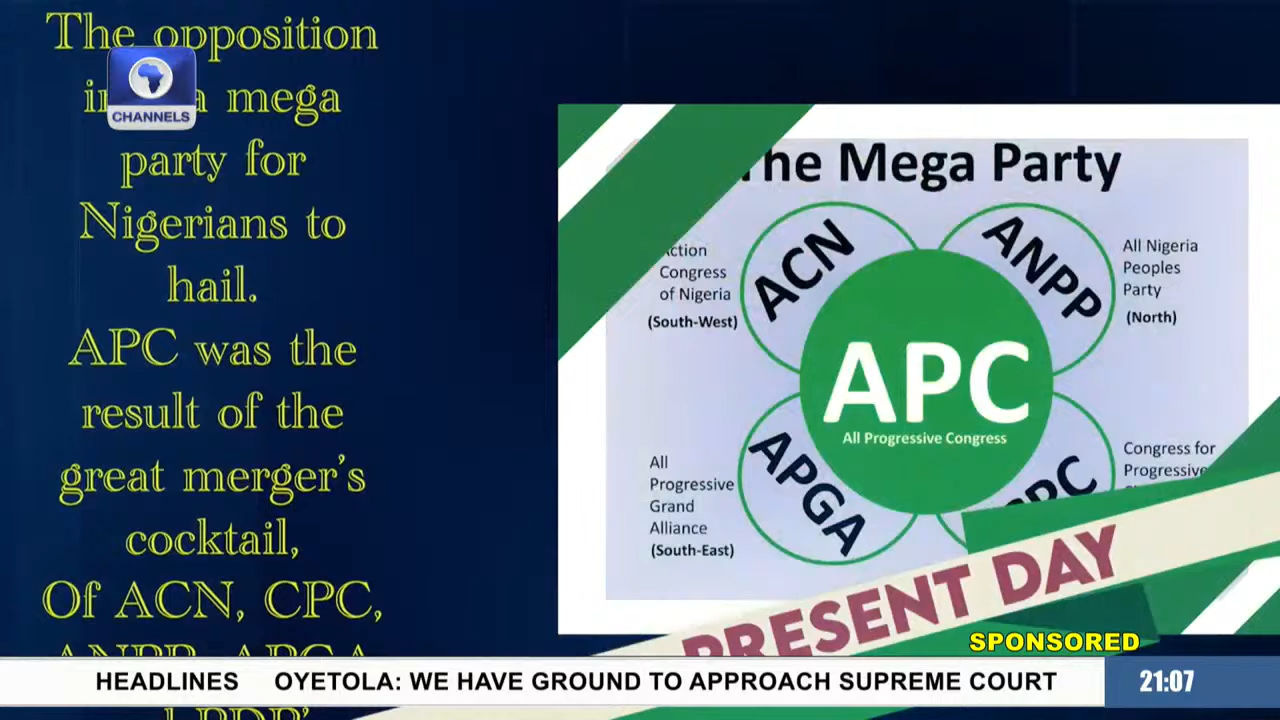 The opposition
a mega
party for
Nigerians to
hail.
APC was the
result of the
great merger's
cocktail,
Of ACN, CPC,
ANPP, APGA
CHANNELS
The Mega Party
ACN
ANPP
Action
Congress
of Nigeria
(South-West)
All Nigeria
Peoples
Party
(North)
APC
All Progressive Congress
APGA
All
Progressive
Grand
Alliance
(South-East)
Congress for
Progressive
PRESENT DAY
SPONSORED
HEADLINES OYETOLA: WE HAVE GROUND TO APPROACH SUPREME COURT 21:07